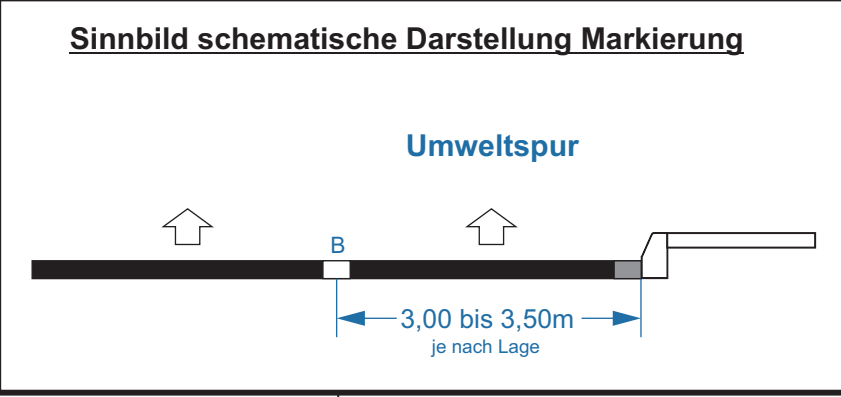 Sinnbild schematische Darstellung Markierung
Umweltspur
B
3,00 bis 3,50m
je nach Lage